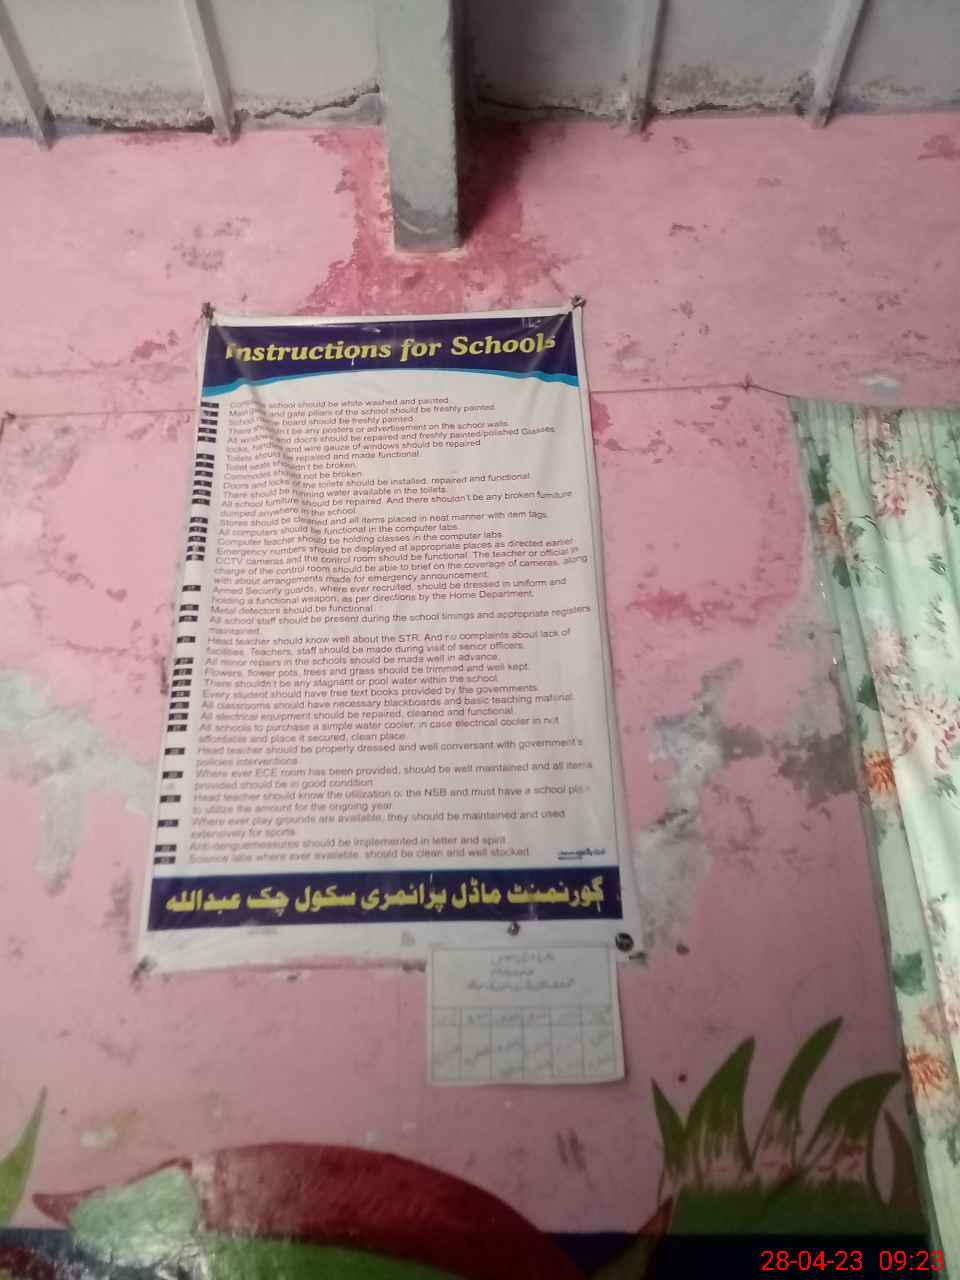 Instructions for Schools
Complete school should be white washed and painted.
Main gate and gate pillars of the school should be freshly painted.
School name board should be freshly painted.
There shouldn't be any posters or advertisement on the school walls.
All windows and doors should be repaired and freshly painted/polished Glasses
locks, handles and wire gauze of windows should be repaired.
Toilets should be repaired and made functional.
Toilet seats shouldn't be broken.
Commodes should not be broken.
Doors and locks of the toilets should be installed, repaired and functional.
There should be running water available in the toilets.
All school furniture should be repaired. And there shouldn't be any broken furniture
dumped anywhere in the school.
Stores should be cleaned and all items placed in neat manner with item tags.
All computers should be functional in the computer labs.
Computer teacher should be holding classes in the computer labs.
Emergency numbers should be displayed at appropriate places as directed earlier
CCTV cameras and the control room should be functional. The teacher or official in
charge of the control room should be able to brief on the coverage of cameras, along
with about arrangements made for emergency announcement.
Armed Security guards, where ever recruited, should be dressed in uniform and
holding a functional weapon, as per directions by the Home Department.
Metal detectors should be functional.
All school staff should be present during the school timings and appropriate registers
maintained.
Head teacher should know well about the STR. And no complaints about lack of
facilities, Teachers, staff should be made during visit of senior officers.
All minor repairs in the schools should be made well in advance.
Flowers, flower pots, trees and grass should be trimmed and well kept.
There shouldn't be any stagnant or pool water within the school.
Every student should have free text books provided by the governments.
All classrooms should have necessary blackboards and basic teaching material.
All electrical equipment should be repaired, cleaned and functional.
All schools to purchase a simple water cooler, in case electrical cooler in not
affordable and place it secured, clean place.
Head teacher should be properly dressed and well conversant with government's
policies interventions.
Where ever ECE room has been provided, should be well maintained and all items
provided should be in good condition.
Head teacher should know the utilization of the NSB and must have a school plan
to utilize the amount for the ongoing year.
Where ever play grounds are available, they should be maintained and used
extensively for sports.
Anti-denguemeasures should be implemented in letter and spirit.
Science labs where ever available, should be clean and well stocked.
گورنمنٹ ماڈل پرائمری سکول چک عبداللہ
28-04-23 09:23